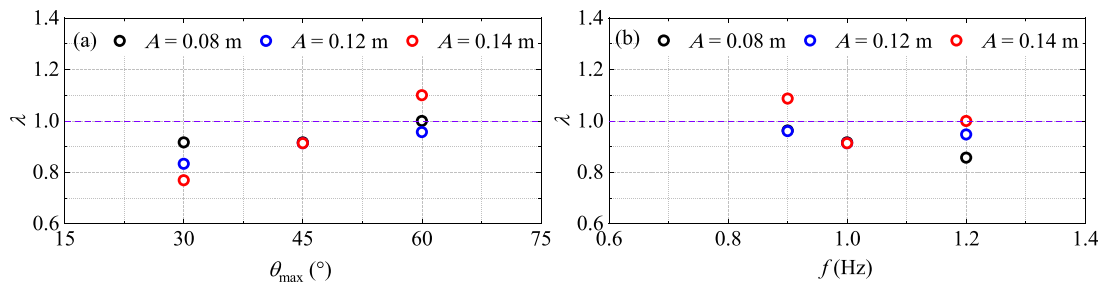 (a) A = 0.08 m A = 0.12 m A = 0.14 m
1.4
1.2
1.0
0.8
0.6
λ
15 30 45 60 75
θmax (°)
(b) A = 0.08 m A = 0.12 m A = 0.14 m
1.4
1.2
1.0
0.8
0.6
λ
0.6 0.8 1.0 1.2 1.4
f (Hz)